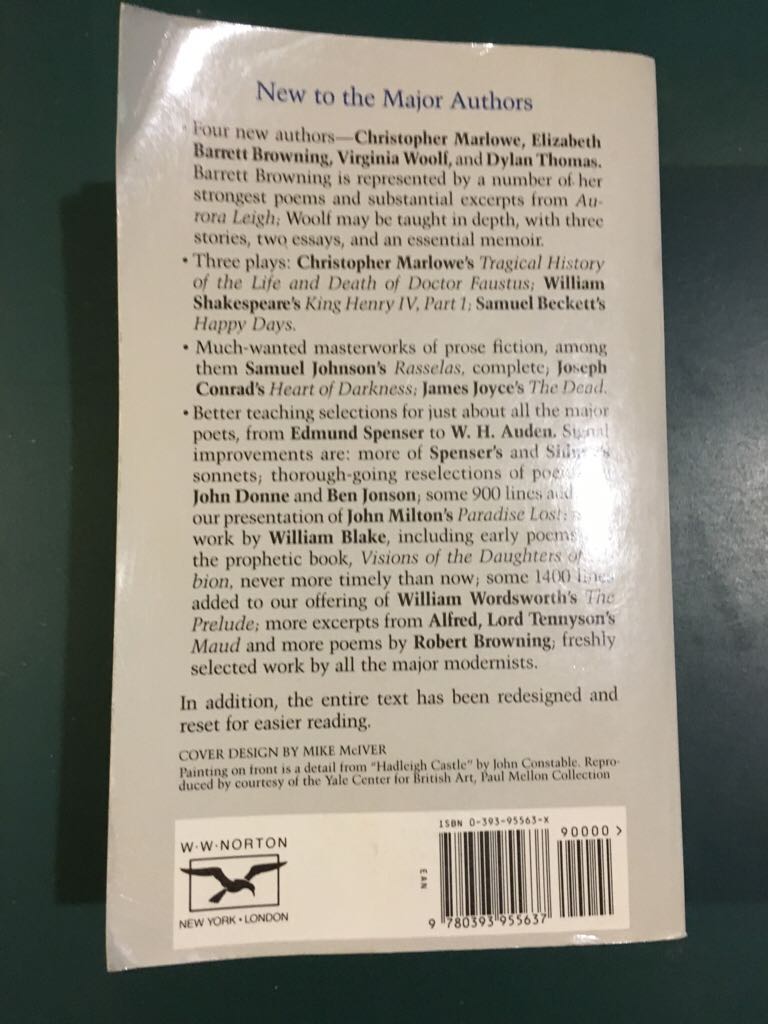 New to the Major Authors
• Four new authors—Christopher Marlowe, Elizabeth
Barrett Browning, Virginia Woolf, and Dylan Thomas.
Barrett Browning is represented by a number of her
strongest poems and substantial excerpts from Au-
rora Leigh; Woolf may be taught in depth, with three
stories, two essays, and an essential memoir.
• Three plays: Christopher Marlowe's Tragical History
of the Life and Death of Doctor Faustus; William
Shakespeare's King Henry IV, Part 1; Samuel Beckett's
Happy Days.
• Much-wanted masterworks of prose fiction, among
them Samuel Johnson's Rasselas, complete; Joseph
Conrad's Heart of Darkness; James Joyce's The Dead.
• Better teaching selections for just about all the major
poets, from Edmund Spenser to W. H. Auden. Signal
improvements are: more of Spenser's and Sidney's
sonnets; thorough-going reselections of
John Donne and Ben Jonson; some 900 lines
our presentation of John Milton's Paradise Lost;
work by William Blake, including early poems
the prophetic book, Visions of the Daughters of
bion, never more timely than now; some 1400 lines
added to our offering of William Wordsworth's The
Prelude; more excerpts from Alfred, Lord Tennyson's
Maud and more poems by Robert Browning; freshly
selected work by all the major modernists.
In addition, the entire text has been redesigned and
reset for easier reading.
COVER DESIGN BY MIKE McIVER
Painting on front is a detail from "Hadleigh Castle" by John Constable. Repro-
duced by courtesy of the Yale Center for British Art, Paul Mellon Collection
W·W·NORTON
NEW YORK • LONDON
ISBN 0-393-95563-X
90000 >
EAN
9 780393 955637